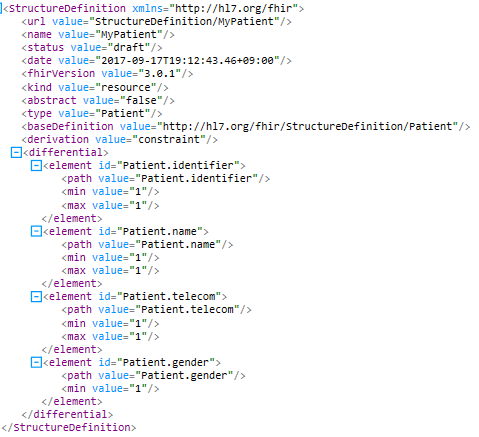 <StructureDefinition xmlns="http://hl7.org/fhir">
<url value="StructureDefinition/MyPatient"/>
<name value="MyPatient"/>
<status value="draft"/>
<date value="2017-09-17T19:12:43.46+09:00"/>
<fhirVersion value="3.0.1"/>
<kind value="resource"/>
<abstract value="false"/>
<type value="Patient"/>
<baseDefinition value="http://hl7.org/fhir/StructureDefinition/Patient"/>
<derivation value="constraint"/>
<differential>
<element id="Patient.identifier">
<path value="Patient.identifier"/>
<min value="1"/>
<max value="1"/>
</element>
<element id="Patient.name">
<path value="Patient.name"/>
<min value="1"/>
<max value="1"/>
</element>
<element id="Patient.telecom">
<path value="Patient.telecom"/>
<min value="1"/>
<max value="1"/>
</element>
<element id="Patient.gender">
<path value="Patient.gender"/>
<min value="1"/>
</element>
</differential>
</StructureDefinition>